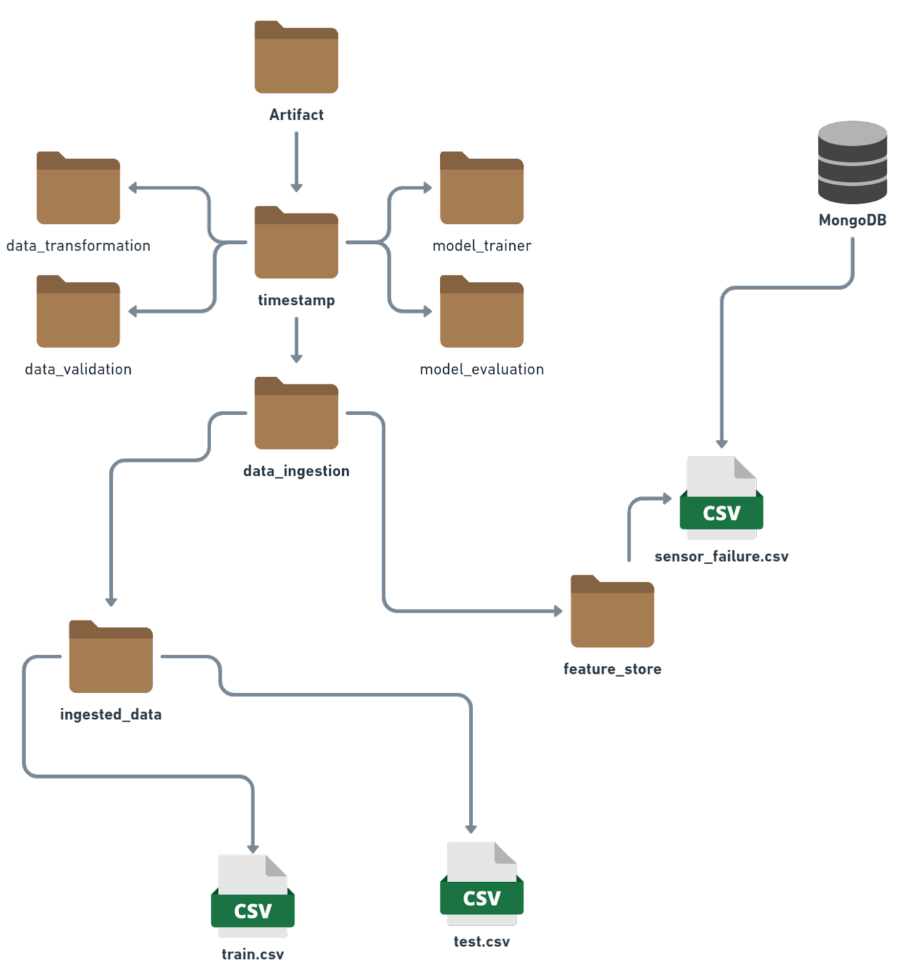 Artifact
MongoDB
data_transformation
model_trainer
timestamp
data_validation
model_evaluation
data_ingestion
CSV
sensor_failure.csv
feature_store
ingested_data
CSV
train.csv
CSV
test.csv